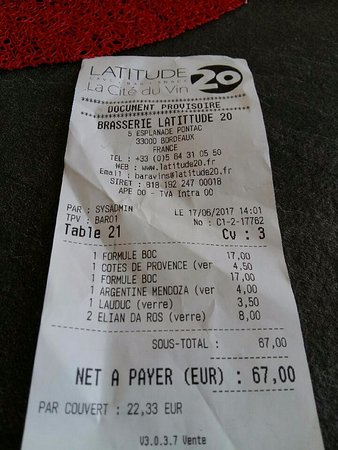 LATITUDE 20
CAVE · BAR · SNACK
La Cité du Vin
DOCUMENT PROVISOIRE
BRASSERIE LATITTUDE 20
5 ESPLANADE PONTAC
33000 BORDEAUX
FRANCE
TEL : +33 (0)5 64 31 05 50
WEB : www.latitude20.fr
Email : baravins@latitude20.fr
SIRET : 818 192 247 00018
APE 00 - TVA Intra 00
PAR : SYSADMIN LE 17/06/2017 14:01
TPV : BAR01 No : C1-2-17762
Table 21 Cv : 3
1 FORMULE BOC 17,00
1 COTES DE PROVENCE (ver 4,50
1 FORMULE BOC 17,00
1 ARGENTINE MENDOZA (ver 4,00
1 LAUDUC (verre) 3,50
2 ELIAN DA ROS (verre) 8,00
SOUS-TOTAL : 67,00
NET A PAYER (EUR) : 67,00
PAR COUVERT : 22,33 EUR
V3.0.3.7 Vente